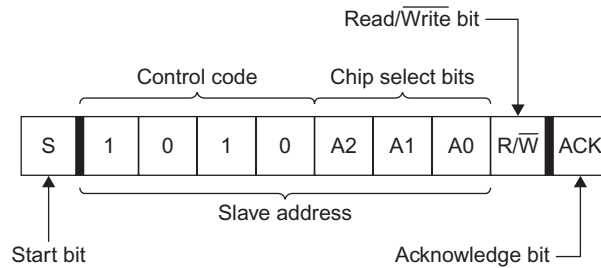 Read/Write bit
Control code Chip select bits
S 1 0 1 0 A2 A1 A0 R/W ACK
Slave address
Start bit Acknowledge bit